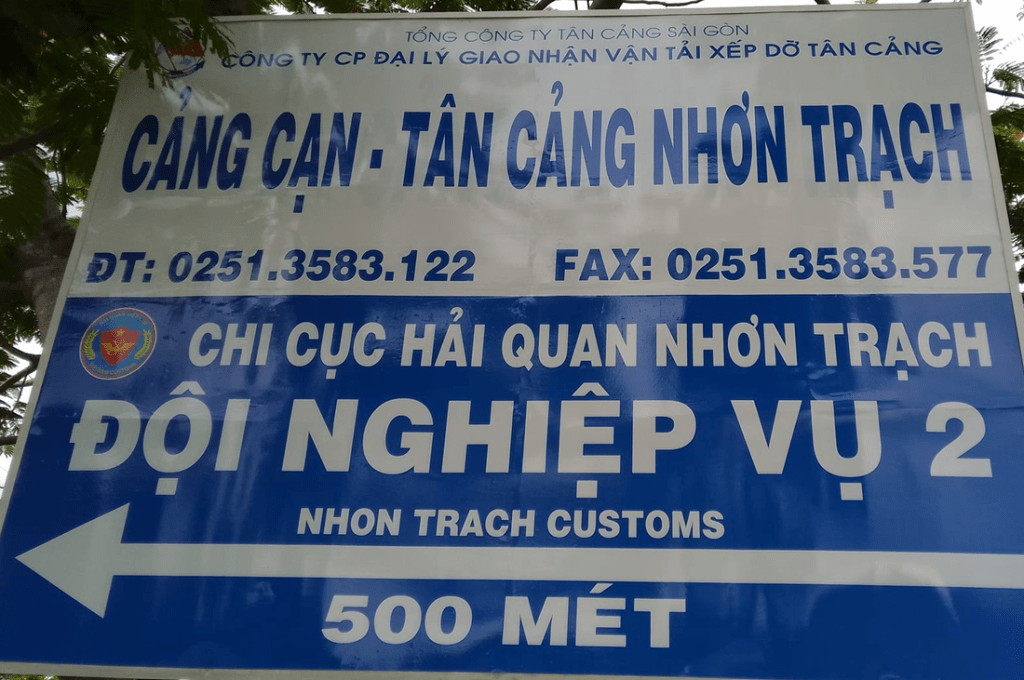 TỔNG CÔNG TY TÂN CẢNG SÀI GÒN
CÔNG TY CP ĐẠI LÝ GIAO NHẬN VẬN TẢI XẾP DỠ TÂN CẢNG
CẢNG CẠN - TÂN CẢNG NHƠN TRẠCH
ĐT: 0251.3583.122 FAX: 0251.3583.577
CHI CỤC HẢI QUAN NHƠN TRẠCH
ĐỘI NGHIỆP VỤ 2
NHON TRACH CUSTOMS
500 MÉT